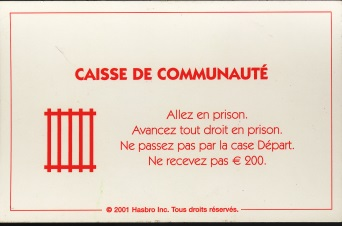 CAISSE DE COMMUNAUTÉ
Allez en prison.
Avancez tout droit en prison.
Ne passez pas par la case Départ.
Ne recevez pas € 200.
© 2001 Hasbro Inc. Tous droits réservés.